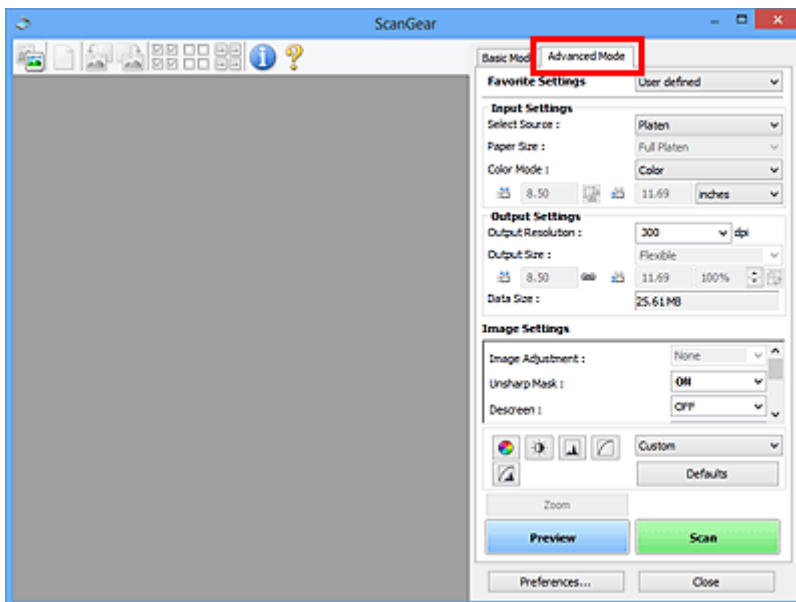 ScanGear
Basic Mod
Advanced Mode
Favorite Settings User defined
Input Settings
Select Source : Platen
Paper Size : Full Platen
Color Mode : Color
8.50 11.69 inches
Output Settings
Output Resolution : 300 dpi
Output Size : Flexible
8.50 11.69 100%
Data Size : 25.61 MB
Image Settings
Image Adjustment : None
Unsharp Mask : ON
Descreen : OFF
Custom
Defaults
Zoom
Preview Scan
Preferences... Close